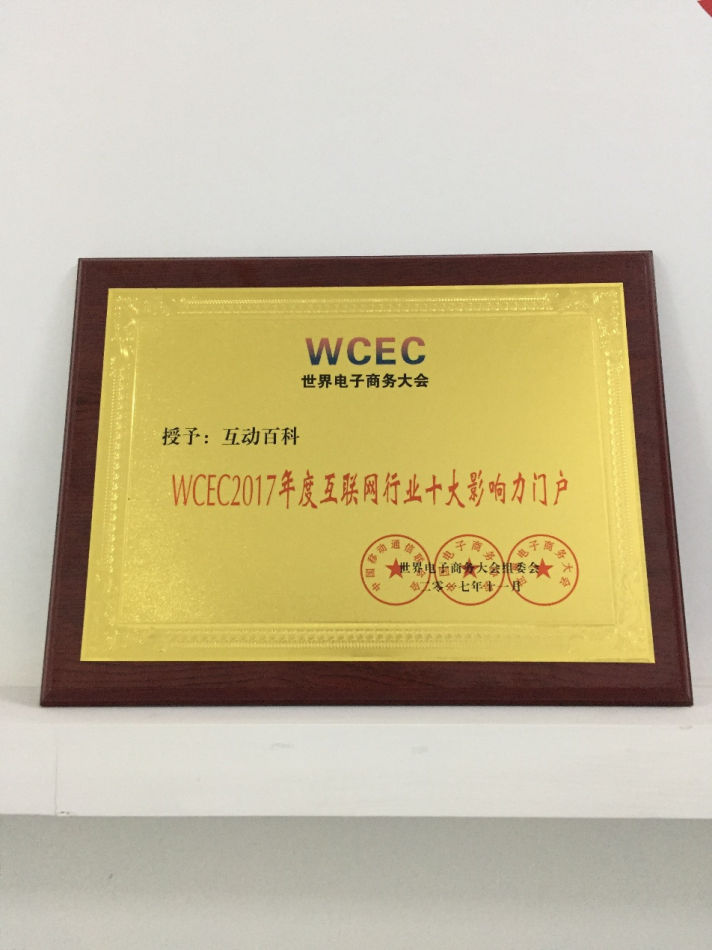 WCEC
世界电子商务大会
授予：互动百科
WCEC2017年度互联网行业十大影响力门户
世界电子商务大会组委会
二零一七年十一月